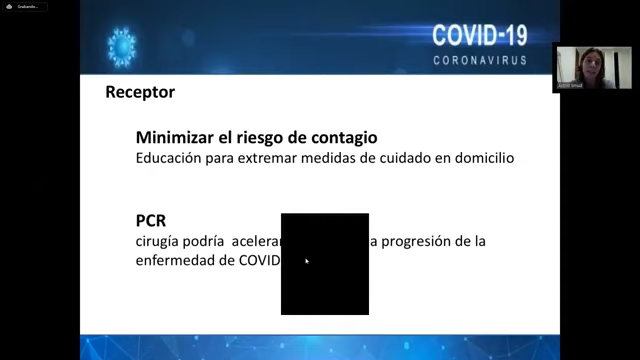 Grabando...
COVID-19
CORONAVIRUS
Receptor
Minimizar el riesgo de contagio
Educación para extremar medidas de cuidado en domicilio
PCR
cirugía podría acelerar a progresión de la
enfermedad de COVID